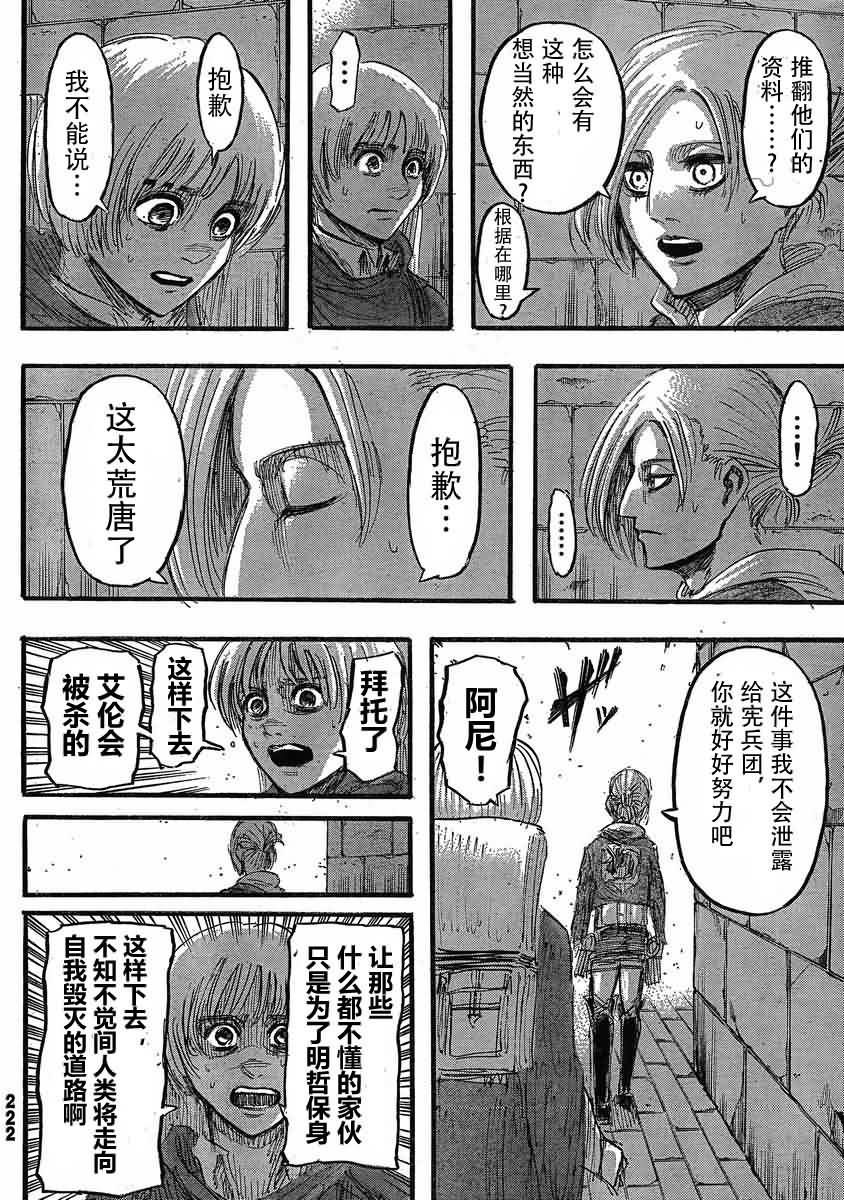 推翻他们的
资料……?
怎么会有
这种
想当然的东西?
根据在哪里?
…
抱歉
我不能说…
…!
……
抱歉…
这太荒唐了
这件事我不会泄露
给宪兵团,
你就好好努力吧
阿尼!
拜托了
这样下去
艾伦会
被杀的
让那些
什么都不懂的家伙
只是为了明哲保身
这样下去,
不知不觉间人类将走向
自我毁灭的道路啊
222